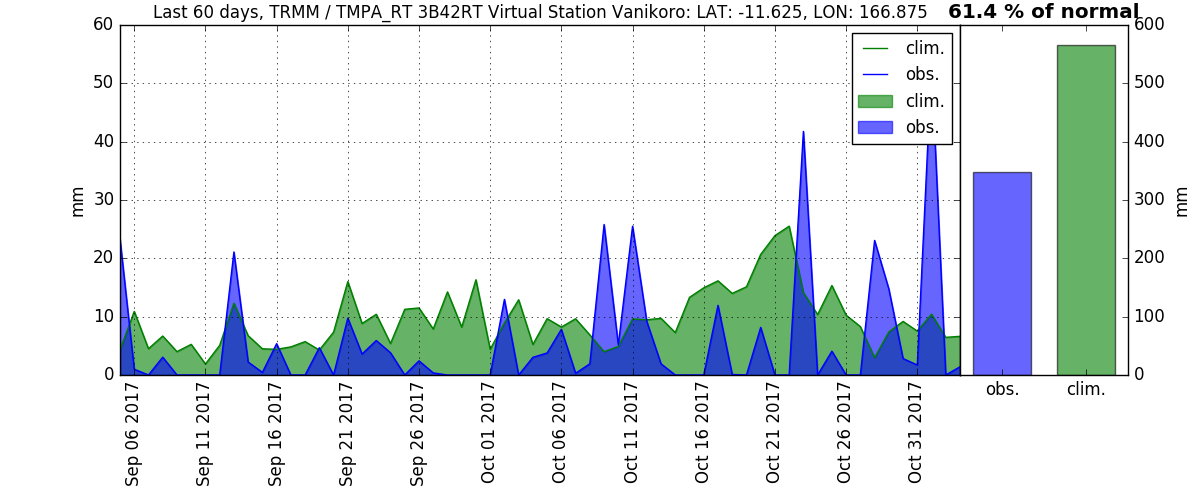 Last 60 days, TRMM / TMPA_RT 3B42RT Virtual Station Vanikoro: LAT: -11.625, LON: 166.875
61.4 % of normal
60
50
40
30
20
10
0
mm
clim.
obs.
clim.
obs.
Sep 06 2017
Sep 11 2017
Sep 16 2017
Sep 21 2017
Sep 26 2017
Oct 01 2017
Oct 06 2017
Oct 11 2017
Oct 16 2017
Oct 21 2017
Oct 26 2017
Oct 31 2017
600
500
400
300
200
100
0
mm
obs.
clim.